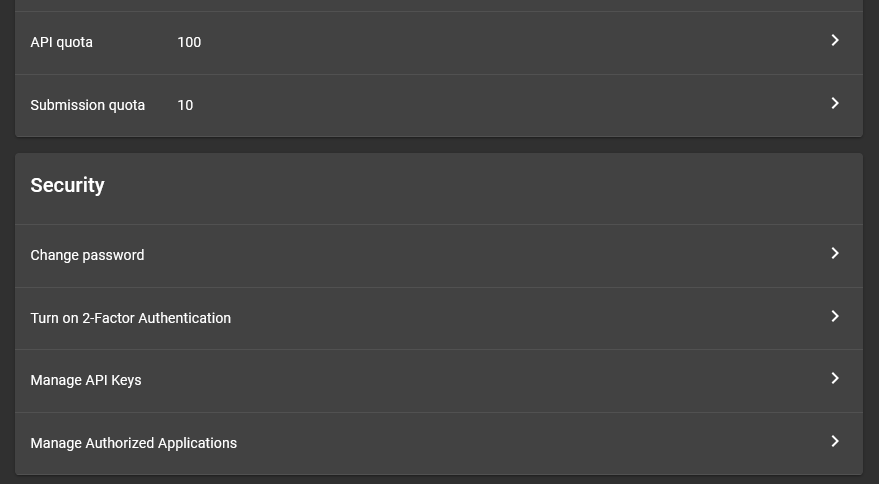 API quota 100
Submission quota 10
Security
Change password
Turn on 2-Factor Authentication
Manage API Keys
Manage Authorized Applications